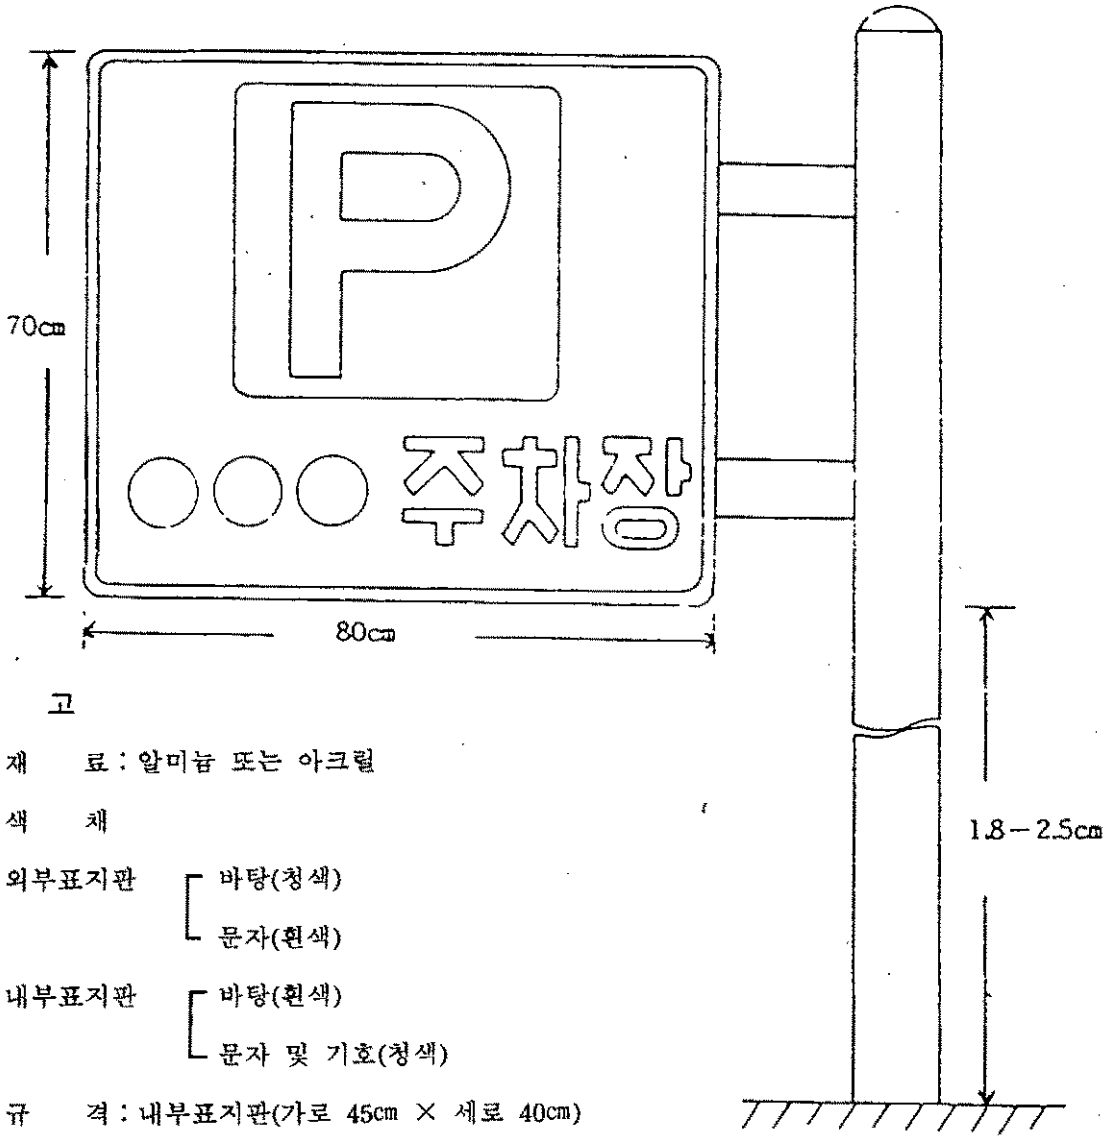 P
70cm
○○○ 주차장
80cm
고
재 료 : 알미늄 또는 아크릴
색 채
1.8-2.5cm
외부표지판 바탕(청색)
문자(흰색)
내부표지판 바탕(흰색)
문자 및 기호(청색)
규 격 : 내부표지판(가로 45cm × 세로 40cm)